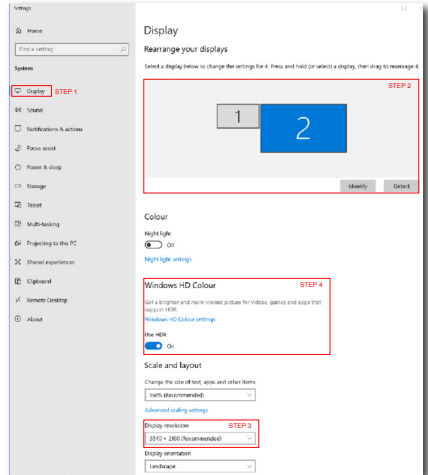 Settings
Home
Find a setting
System
Display STEP 1
Sound
Notifications & actions
Focus assist
Power & sleep
Storage
Tablet
Multi-tasking
Projecting to this PC
Shared experiences
Clipboard
Remote Desktop
About
Display
Rearrange your displays
Select a display below to change the settings for it. Press and hold (or select) a display, then drag to rearrange it.
STEP 2
1
2
Identify
Detect
Colour
Night light
Off
Night light settings
Windows HD Colour STEP 4
Get a brighter and more vibrant picture for videos, games and apps that
support HDR.
Windows HD Colour settings
Use HDR
On
Scale and layout
Change the size of text, apps and other items
150% (Recommended)
Advanced scaling settings
Display resolution STEP 3
3840 × 2160 (Recommended)
Display orientation
Landscape